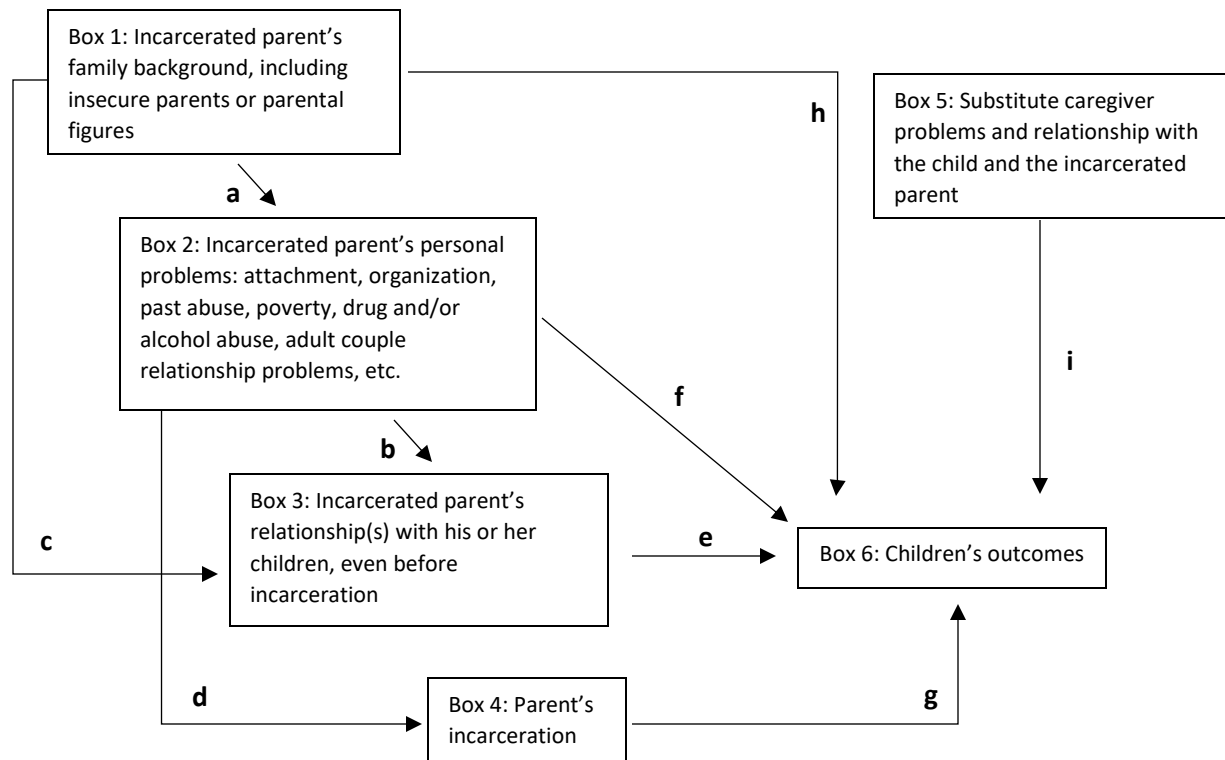 Box 1: Incarcerated parent’s
family background, including
insecure parents or parental
figures
h
Box 5: Substitute caregiver
problems and relationship with
the child and the incarcerated
parent
a
Box 2: Incarcerated parent’s personal
problems: attachment, organization,
past abuse, poverty, drug and/or
alcohol abuse, adult couple
relationship problems, etc.
f
i
b
c
Box 3: Incarcerated parent’s
relationship(s) with his or her
children, even before
incarceration
e
Box 6: Children’s outcomes
d
Box 4: Parent’s
incarceration
g